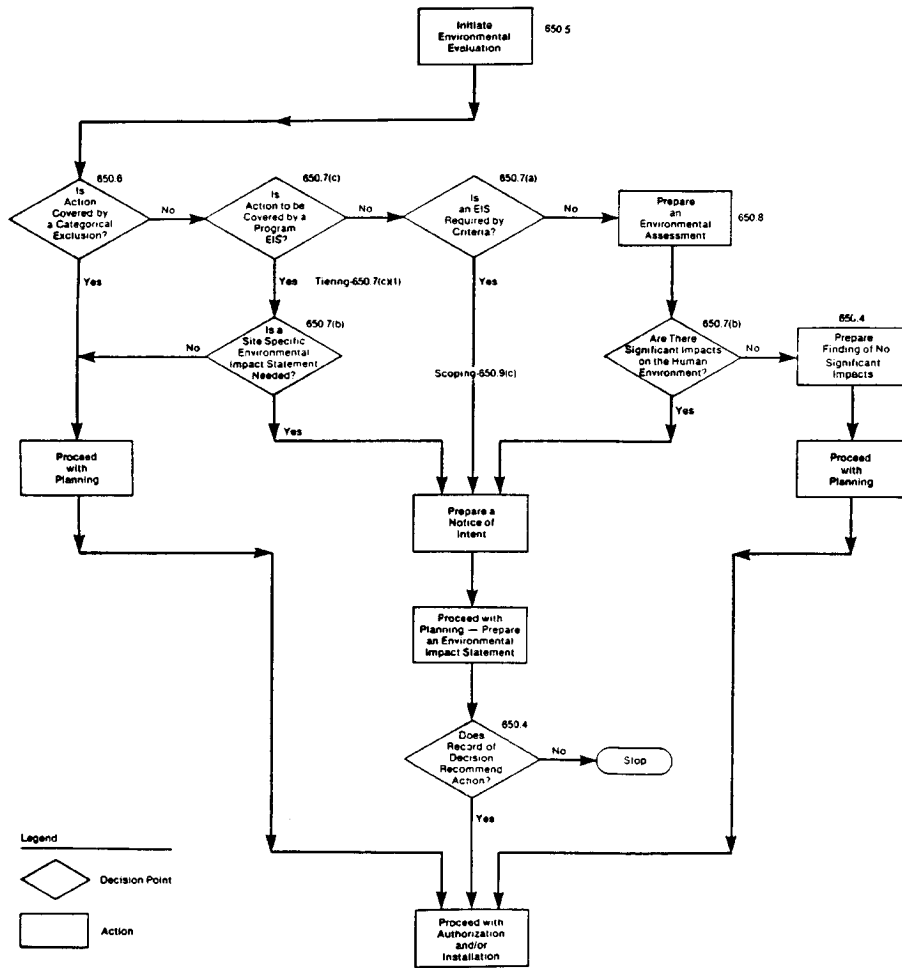 Initiate
Environmental
Evaluation
650.5
650.6
Is
Action
Covered by
a Categorical
Exclusion?
No
Yes
650.7(c)
Is
Action to be
Covered by a
Program
EIS?
No
Yes
Tiering-650.7(c)(1)
650.7(a)
Is
an EIS
Required by
Criteria?
No
Yes
Scoping-650.9(c)
Prepare
an
Environmental
Assessment
650.8
650.7(b)
Is a
Site Specific
Environmental
Impact Statement
Needed?
No
Yes
650.7(b)
Are There
Significant Impacts
on the Human
Environment?
No
Yes
650.4
Prepare
Finding of No
Significant
Impacts
Proceed
with
Planning
Prepare a
Notice of
Intent
Proceed
with
Planning
Proceed with
Planning — Prepare
an Environmental
Impact Statement
650.4
Does
Record of
Decision
Recommend
Action?
No
Stop
Yes
Legend
Decision Point
Action
Proceed with
Authorization
and/or
Installation